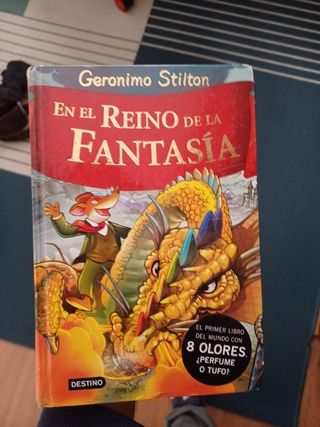 Geronimo Stilton
EN EL REINO DE LA
FANTASÍA
EL PRIMER LIBRO
DEL MUNDO CON
8 OLORES.
¿PERFUME
O TUFO?
DESTINO